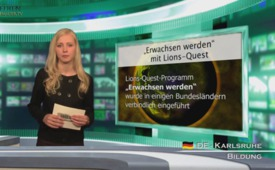 „Erwachsen werden"
mit Lions-Quest
Lions-Quest-Programm
„Erwachsen werden"
wurde in einigen Bundesländern
verbindlich eingeführt
DE, Karlsruhe
Bildung